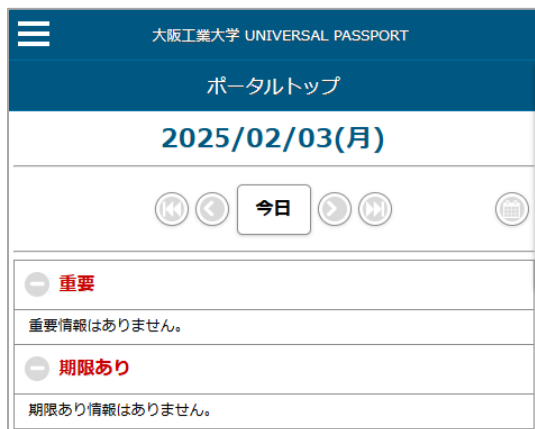 大阪工業大学 UNIVERSAL PASSPORT
ポータルトップ
2025/02/03(月)
今日
重要
重要情報はありません。
期限あり
期限あり情報はありません。